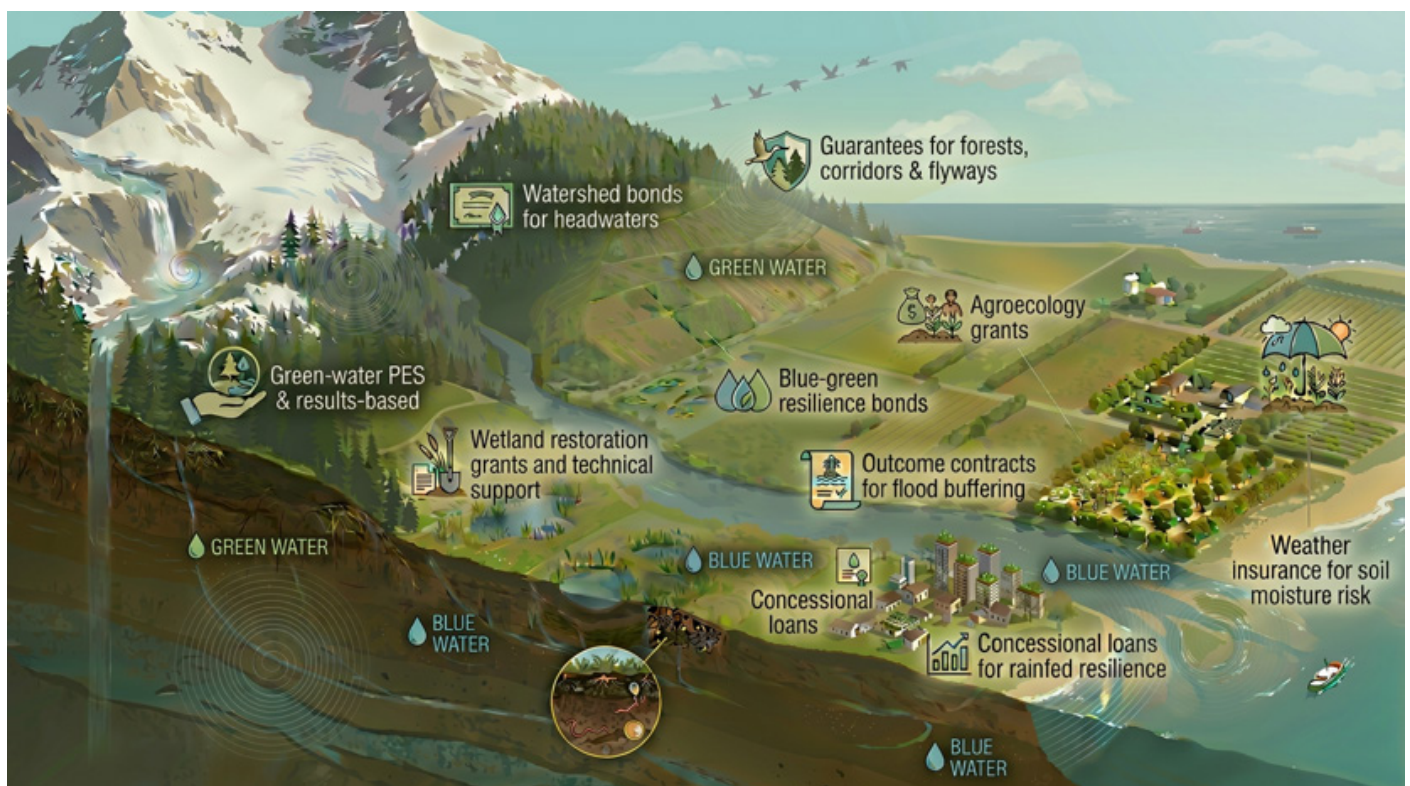 Guarantees for forests,
corridors & flyways
Watershed bonds
for headwaters
GREEN WATER
Agroecology
grants
Green-water PES
& results-based
Blue-green
resilience bonds
Wetland restoration
grants and technical
support
Outcome contracts
for flood buffering
GREEN WATER
BLUE WATER
BLUE WATER
Weather
insurance for soil
moisture risk
Concessional
loans
BLUE
WATER
Concessional loans
for rainfed resilience
BLUE
WATER
$